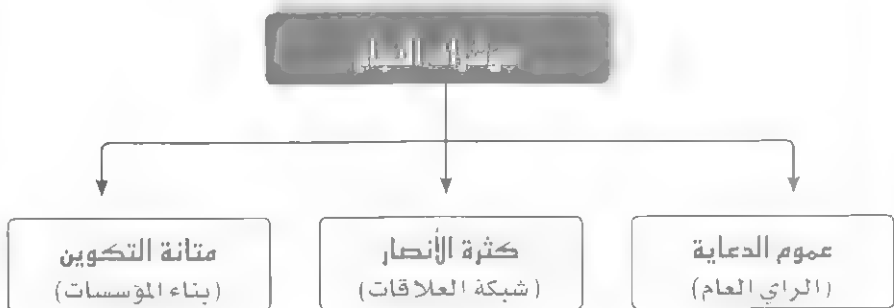 عموم الدعاية
(الراي العام)
كثرة الأنصار
(شبكة العلاقات)
متانة التكوين
(بناء المؤسسات)